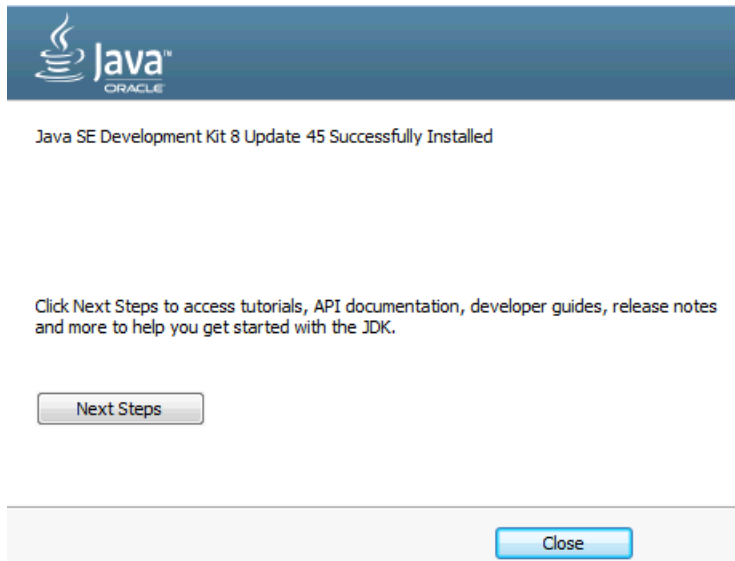 Java™
ORACLE
Java SE Development Kit 8 Update 45 Successfully Installed
Click Next Steps to access tutorials, API documentation, developer guides, release notes
and more to help you get started with the JDK.
Next Steps
Close